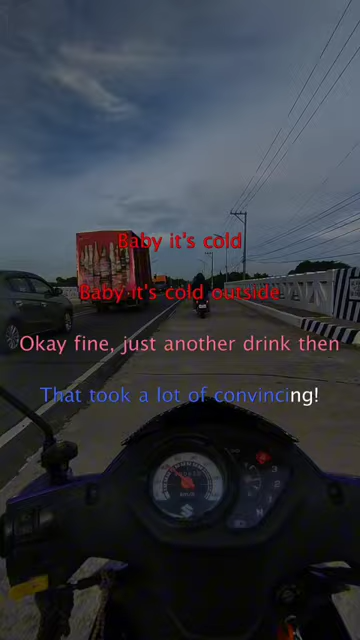 Baby it's cold
Baby it's cold outside
Okay fine, just another drink then
That took a lot of convincing!